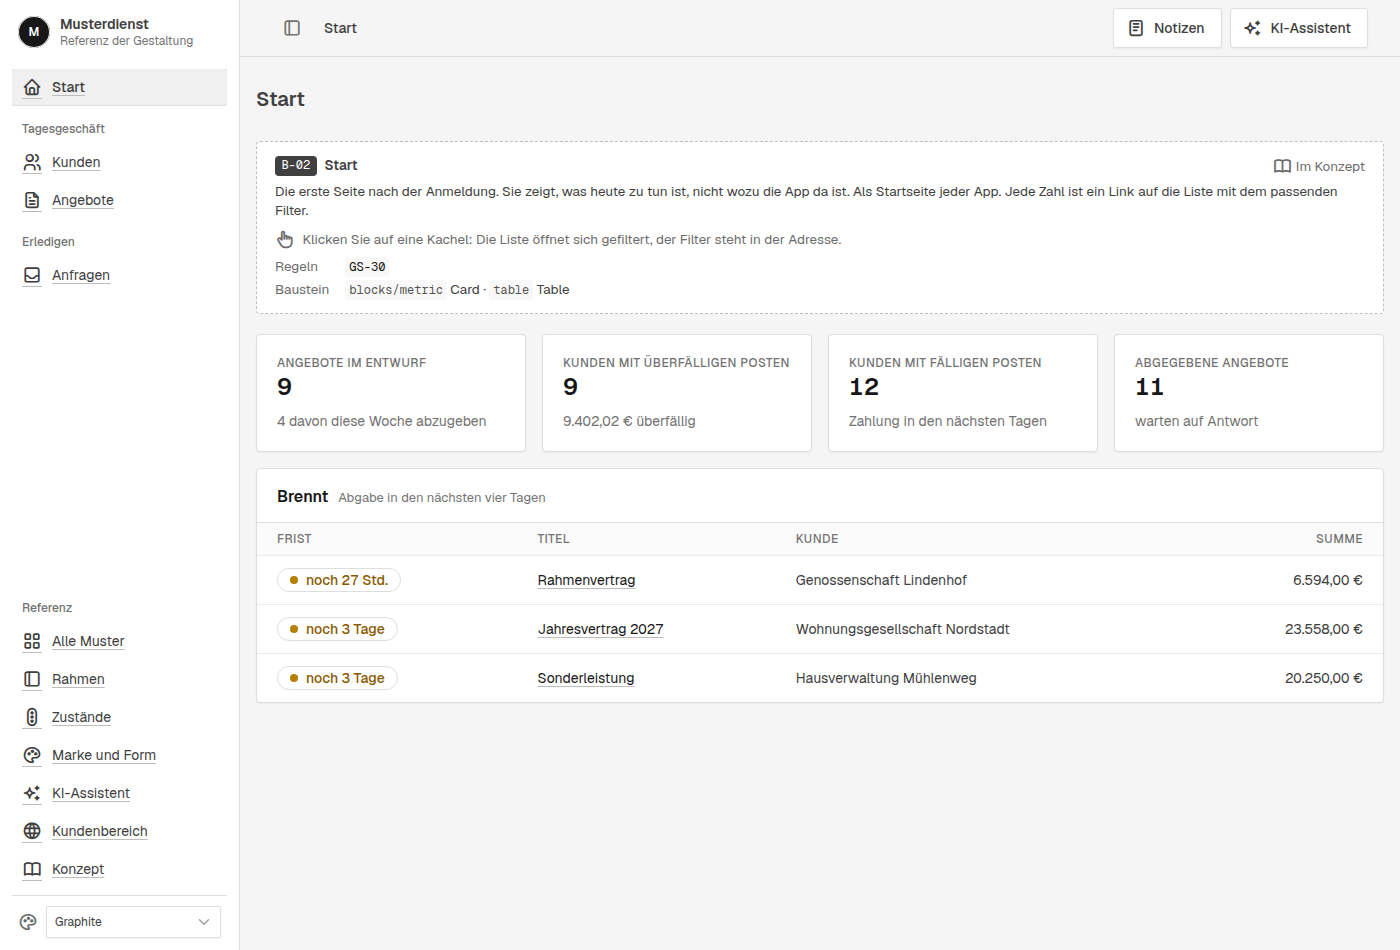 M
Musterdienst
Referenz der Gestaltung
Start
Tagesgeschäft
Kunden
Angebote
Erledigen
Anfragen
Referenz
Alle Muster
Rahmen
Zustände
Marke und Form
KI-Assistent
Kundenbereich
Konzept
Graphite
Start
Notizen
KI-Assistent
Start
B-02 Start
Im Konzept
Die erste Seite nach der Anmeldung. Sie zeigt, was heute zu tun ist, nicht wozu die App da ist. Als Startseite jeder App. Jede Zahl ist ein Link auf die Liste mit dem passenden
Filter.
Klicken Sie auf eine Kachel: Die Liste öffnet sich gefiltert, der Filter steht in der Adresse.
Regeln GS-30
Baustein blocks/metric Card · table Table
ANGEBOTE IM ENTWURF
9
4 davon diese Woche abzugeben
KUNDEN MIT ÜBERFÄLLIGEN POSTEN
9
9.402,02 € überfällig
KUNDEN MIT FÄLLIGEN POSTEN
12
Zahlung in den nächsten Tagen
ABGEGEBENE ANGEBOTE
11
warten auf Antwort
Brennt Abgabe in den nächsten vier Tagen
FRIST TITEL KUNDE SUMME
noch 27 Std. Rahmenvertrag Genossenschaft Lindenhof 6.594,00 €
noch 3 Tage Jahresvertrag 2027 Wohnungsgesellschaft Nordstadt 23.558,00 €
noch 3 Tage Sonderleistung Hausverwaltung Mühlenweg 20.250,00 €